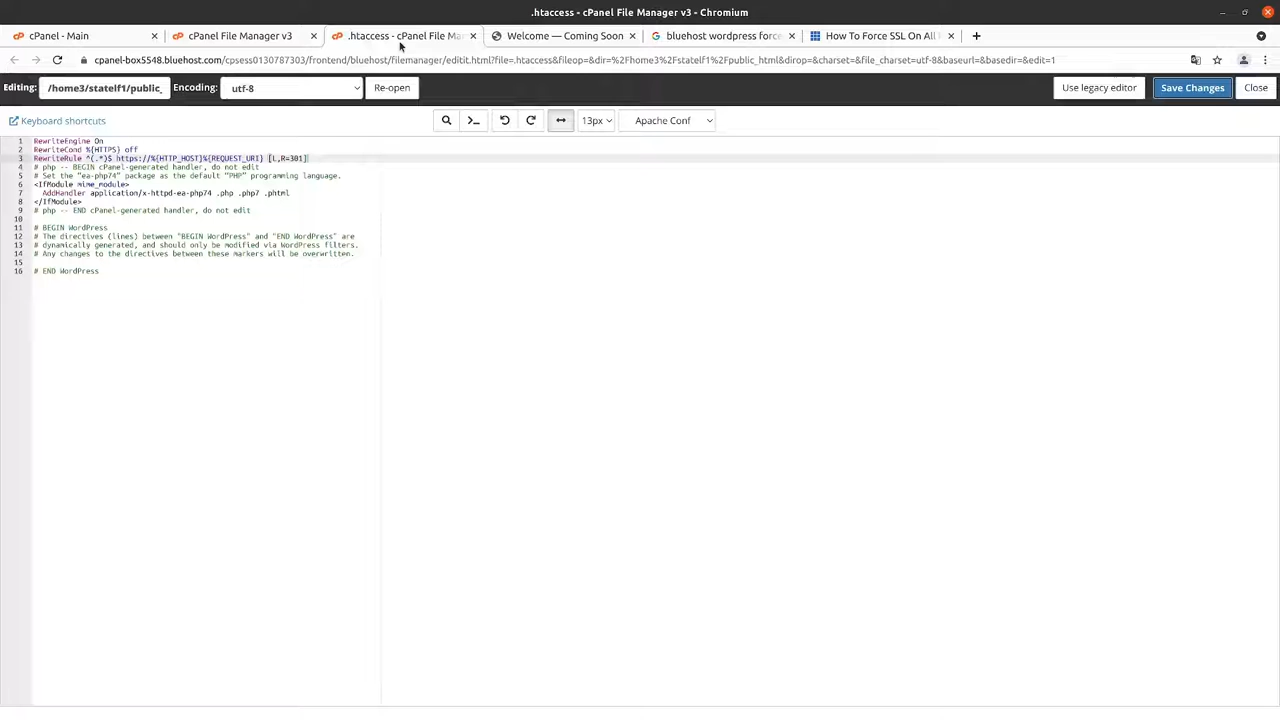 .htaccess - cPanel File Manager v3 - Chromium
cPanel - Main
cPanel File Manager v3
.htaccess - cPanel File Ma
Welcome — Coming Soon
bluehost wordpress force
How To Force SSL On All
cpanel-box5548.bluehost.com/cpsess0130787303/frontend/bluehost/filemanager/editit.html?file=.htaccess&fileop=&dir=%2Fhome3%2Fstatelf1%2Fpublic_html&dirop=&charset=&file_charset=utf-8&baseurl=&basedir=&edit=1
Editing: /home3/statelf1/public_ Encoding: utf-8 Re-open Use legacy editor Save Changes Close
Keyboard shortcuts 13px Apache Conf
1 RewriteEngine On
2 RewriteCond %{HTTPS} off
3 RewriteRule ^(.*)$ https://%{HTTP_HOST}%{REQUEST_URI} [L,R=301]
4 # php -- BEGIN cPanel-generated handler, do not edit
5 # Set the “ea-php74” package as the default “PHP” programming language.
6 <IfModule mime_module>
7 AddHandler application/x-httpd-ea-php74 .php .php7 .phtml
8 </IfModule>
9 # php -- END cPanel-generated handler, do not edit
10
11 # BEGIN WordPress
12 # The directives (lines) between "BEGIN WordPress" and "END WordPress" are
13 # dynamically generated, and should only be modified via WordPress filters.
14 # Any changes to the directives between these markers will be overwritten.
15
16 # END WordPress